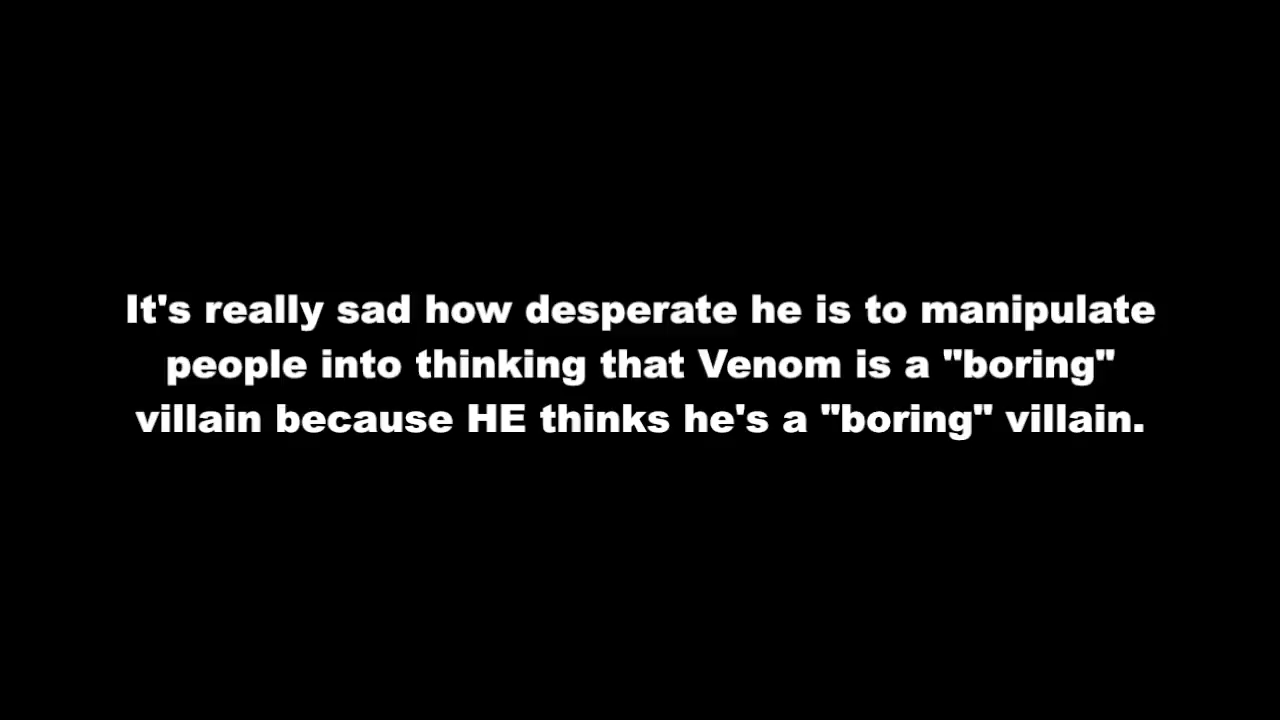 It's really sad how desperate he is to manipulate
people into thinking that Venom is a "boring"
villain because HE thinks he's a "boring" villain.